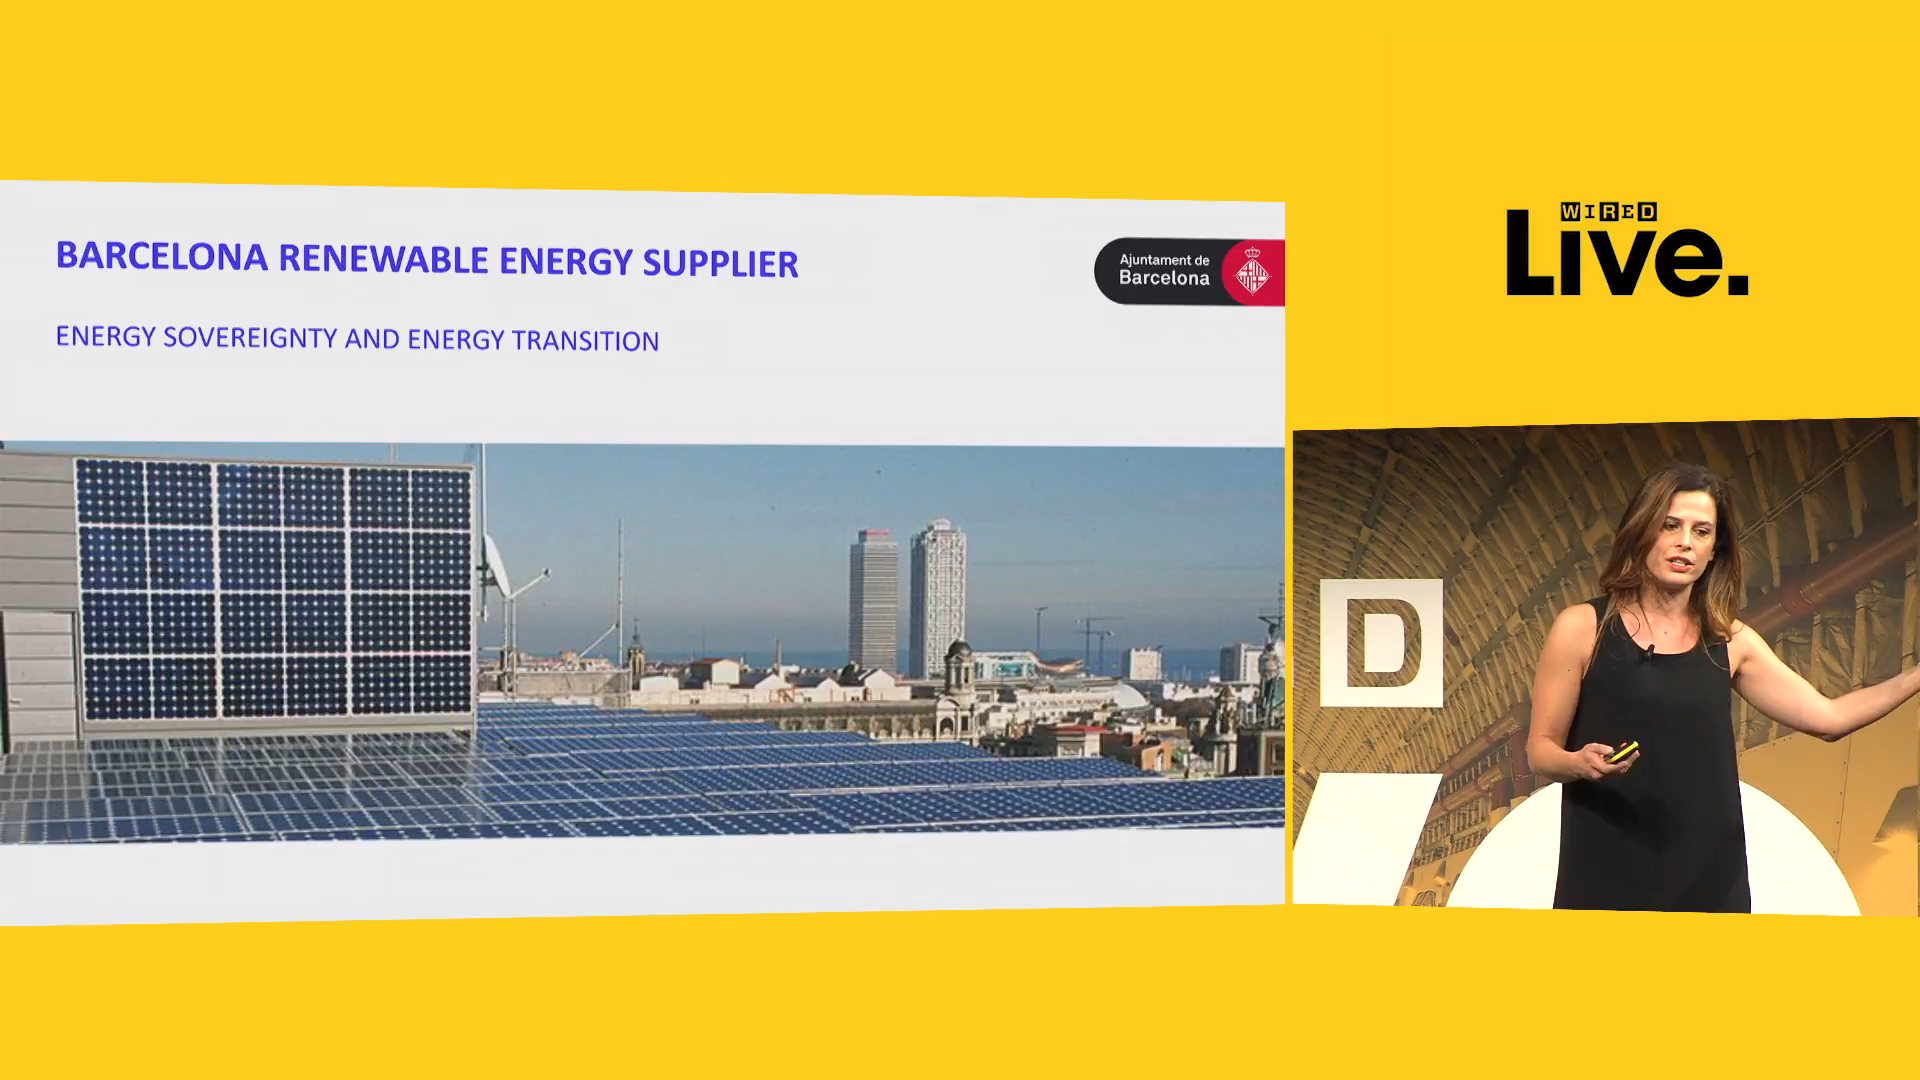 BARCELONA RENEWABLE ENERGY SUPPLIER
ENERGY SOVEREIGNTY AND ENERGY TRANSITION
Ajuntament de
Barcelona
WIRED
Live.
D